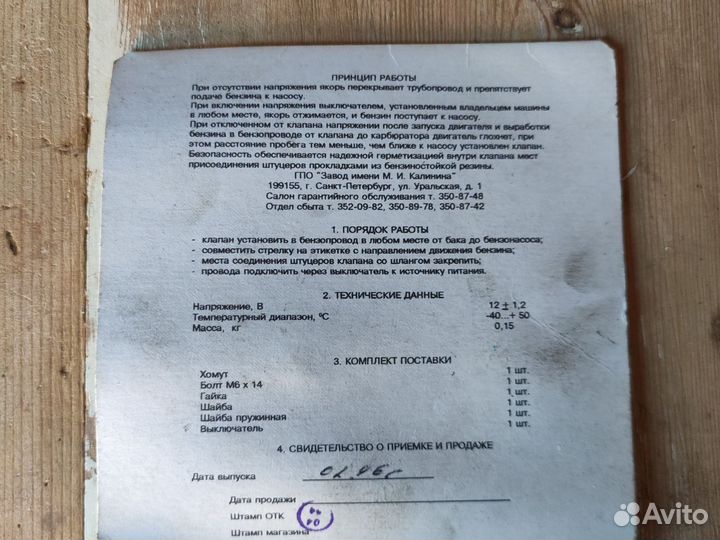 ПРИНЦИП РАБОТЫ
При отсутствии напряжения якорь перекрывает трубопровод и препятствует
подаче бензина к насосу.
При включении напряжения выключателем, установленным владельцем машины
в любом месте, якорь отжимается, и бензин поступает к насосу.
При отключенном от клапана напряжении после запуска двигателя и выработки
бензина в бензопроводе от клапана до карбюрратора двигатель глохнет, при
этом расстояние пробега тем меньше, чем ближе к насосу установлен клапан.
Безопасность обеспечивается надежной герметизацией внутри клапана мест
присоединения штуцеров прокладками из бензиностойкой резины.
ГПО "Завод имени М. И. Калинина"
199155, г. Санкт-Петербург, ул. Уральская, д. 1
Салон гарантийного обслуживания т. 350-87-48
Отдел сбыта т. 352-09-82, 350-89-78, 350-87-42
1. ПОРЯДОК РАБОТЫ
- клапан установить в бензопровод в любом месте от бака до бензонасоса;
- совместить стрелку на этикетке с направлением движения бензина;
- места соединения штуцеров клапана со шлангом закрепить;
- провода подключить через выключатель к источнику питания.
2. ТЕХНИЧЕСКИЕ ДАННЫЕ
Напряжение, В 12 ± 1,2
Температурный диапазон, °С -40...+ 50
Масса, кг 0,15
3. КОМПЛЕКТ ПОСТАВКИ
Хомут 1 шт.
Болт М6 х 14 1 шт.
Гайка 1 шт.
Шайба 1 шт.
Шайба пружинная 1 шт.
Выключатель 1 шт.
4. СВИДЕТЕЛЬСТВО О ПРИЕМКЕ И ПРОДАЖЕ
Дата выпуска
Дата продажи
Штамп ОТК
Штамп магазина
Avito